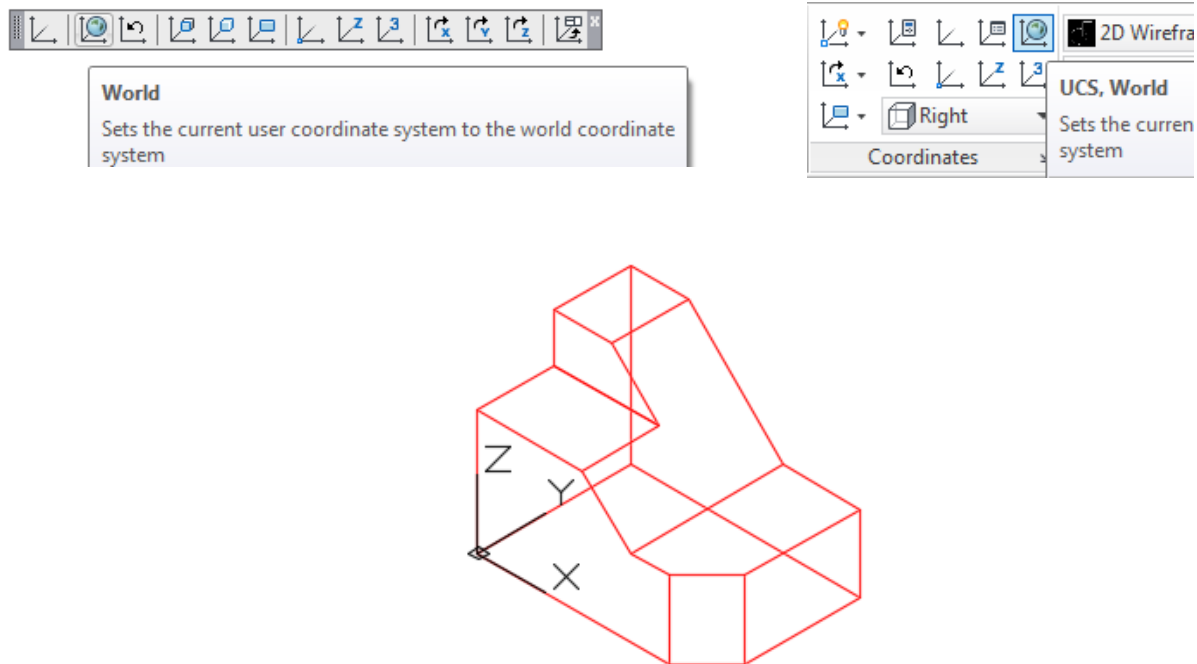 World
Sets the current user coordinate system to the world coordinate
system
2D Wirefra
UCS, World
Right
Sets the curren
system
Coordinates
Z
Y
X